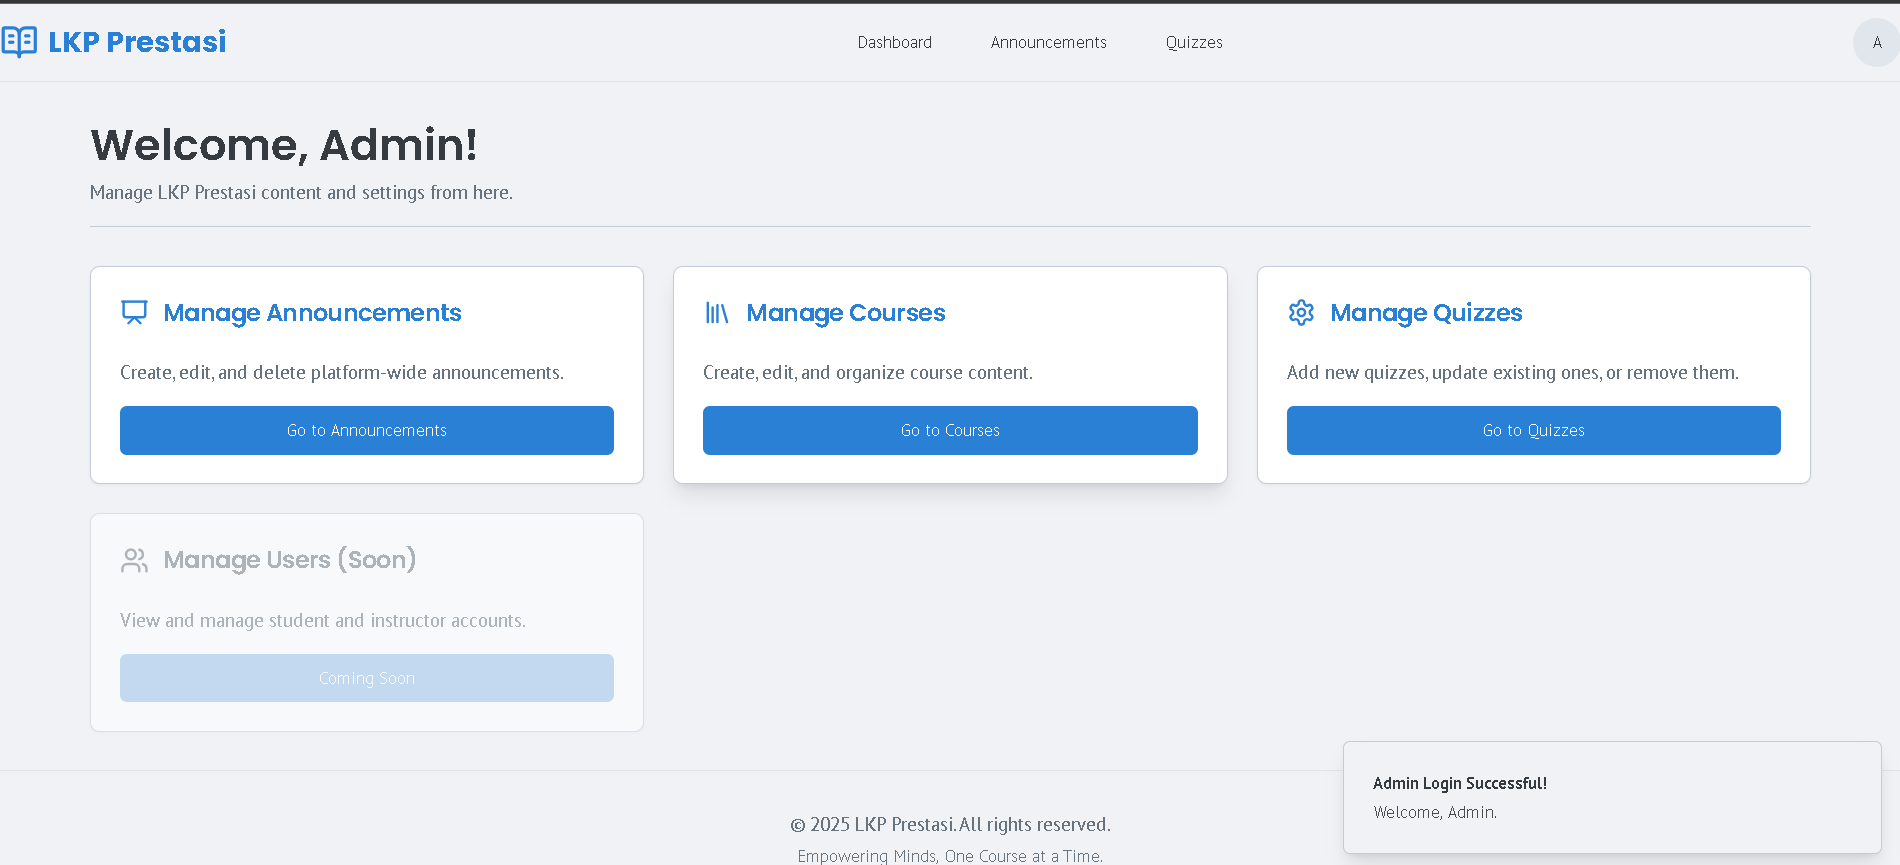 LKP Prestasi
Dashboard
Announcements
Quizzes
A
Welcome, Admin!
Manage LKP Prestasi content and settings from here.
Manage Announcements
Create, edit, and delete platform-wide announcements.
Go to Announcements
Manage Courses
Create, edit, and organize course content.
Go to Courses
Manage Quizzes
Add new quizzes, update existing ones, or remove them.
Go to Quizzes
Manage Users (Soon)
View and manage student and instructor accounts.
Coming Soon
Admin Login Successful!
Welcome, Admin.
© 2025 LKP Prestasi. All rights reserved.
Empowering Minds, One Course at a Time.